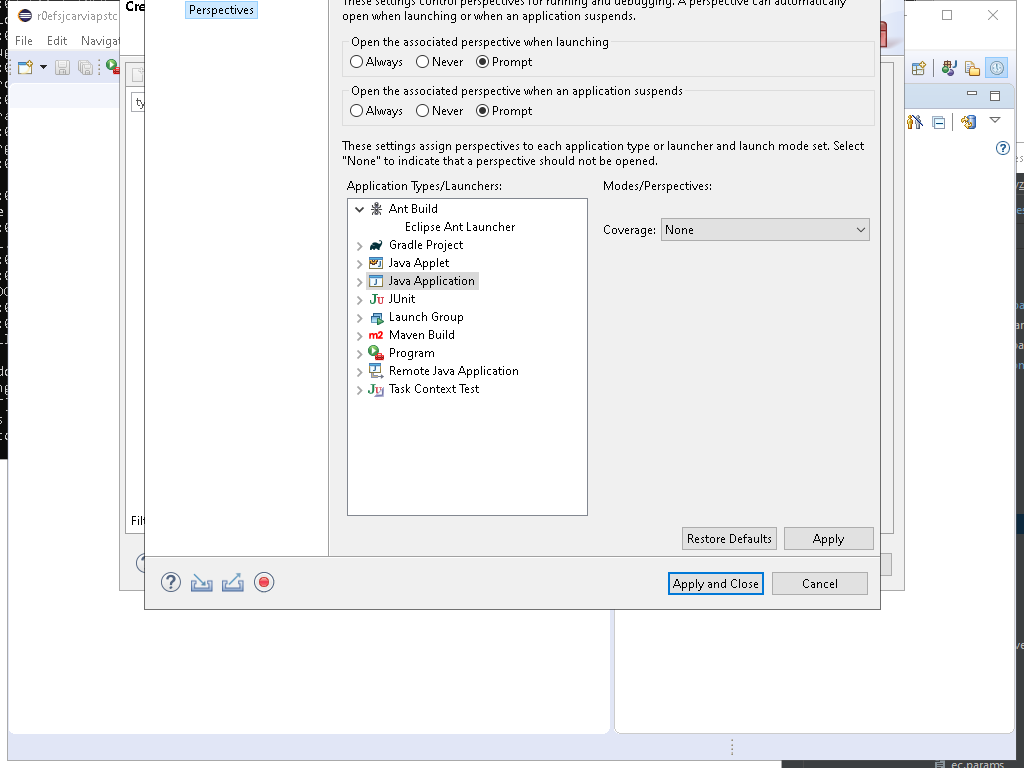 These settings control perspectives for running and debugging. A perspective can automatically
open when launching or when an application suspends.
r0efsjcarviapstc
Cre
Perspectives
File Edit Navigat
Open the associated perspective when launching
Always Never Prompt
Open the associated perspective when an application suspends
Always Never Prompt
ty
These settings assign perspectives to each application type or launcher and launch mode set. Select
"None" to indicate that a perspective should not be opened.
Application Types/Launchers:
Modes/Perspectives:
Ant Build
Eclipse Ant Launcher
Coverage: None
Gradle Project
Java Applet
Java Application
JUnit
Launch Group
Maven Build
Program
Remote Java Application
Task Context Test
Filt
Restore Defaults Apply
Apply and Close Cancel
ec.params